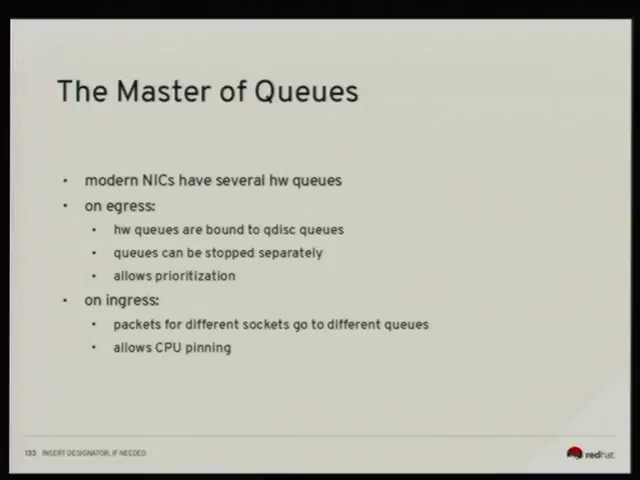 The Master of Queues
• modern NICs have several hw queues
• on egress:
• hw queues are bound to qdisc queues
• queues can be stopped separately
• allows prioritization
• on ingress:
• packets for different sockets go to different queues
• allows CPU pinning
133 INSERT DESIGNATOR, IF NEEDED
redhat.